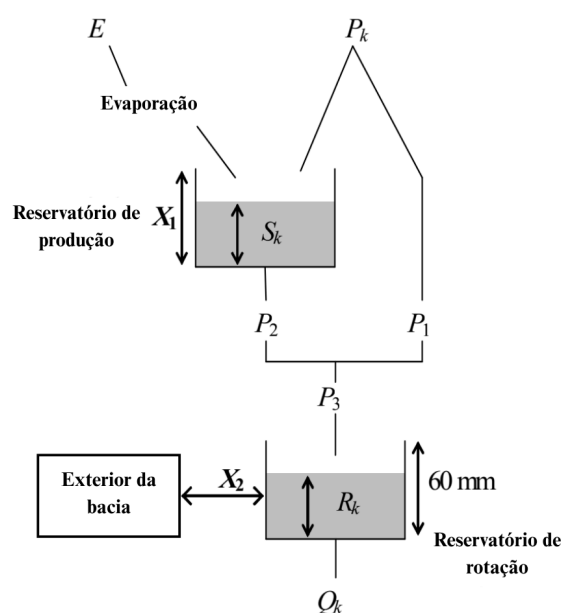 E
P_k
Evaporação
Reservatório de
produção
X_1
S_k
P_2
P_1
P_3
Exterior da
bacia
X_2
R_k
60 mm
Reservatório de
rotação
Q_k